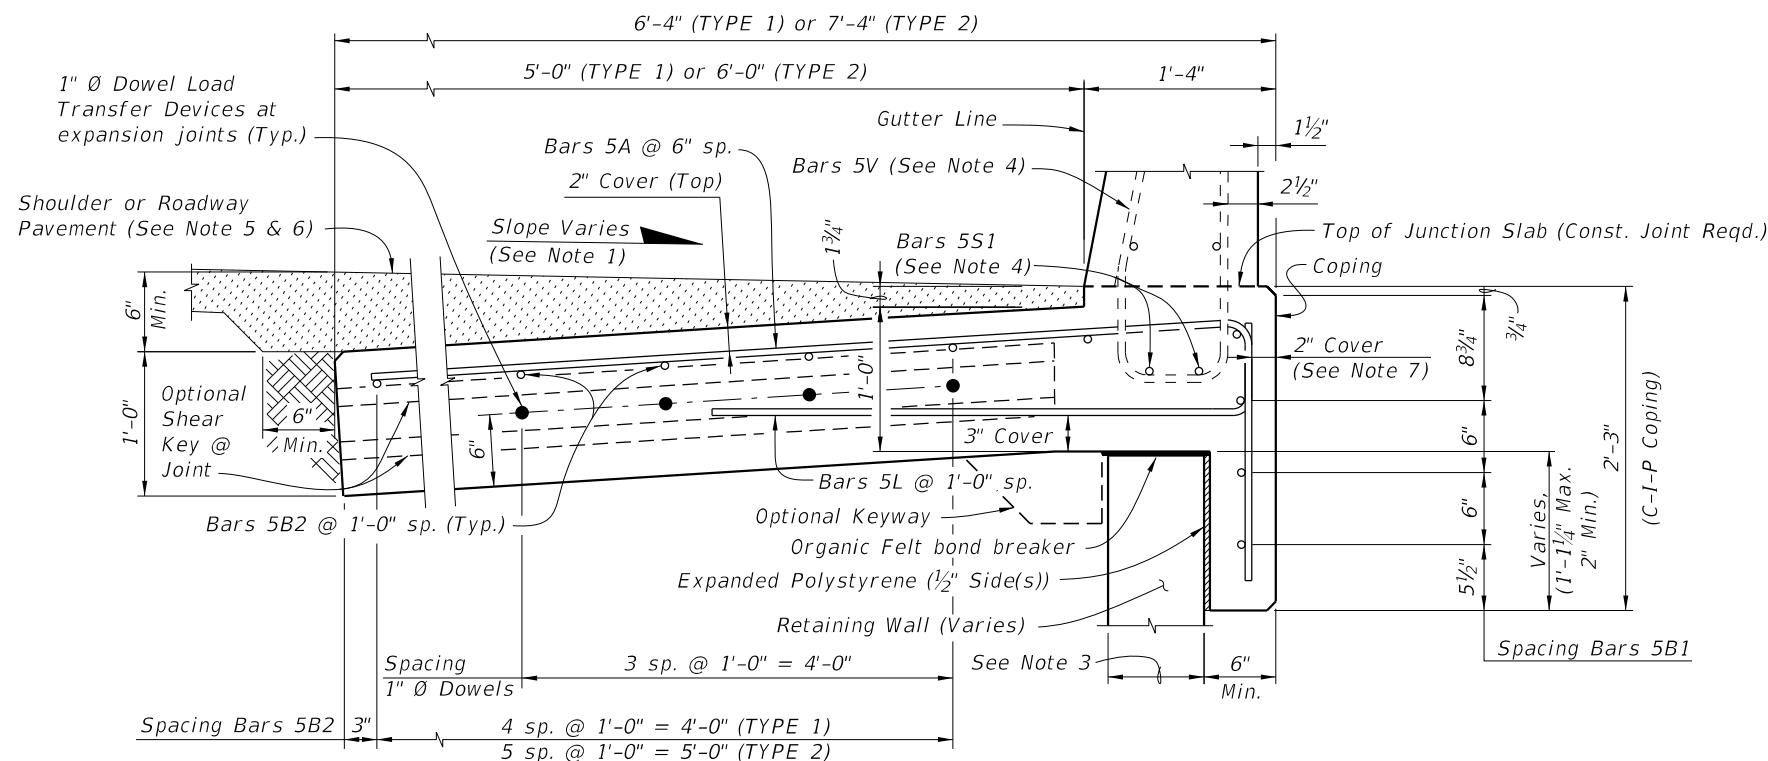 6'-4" (TYPE 1) or 7'-4" (TYPE 2)
5'-0" (TYPE 1) or 6'-0" (TYPE 2)
1'-4"
1" Ø Dowel Load
Transfer Devices at
expansion joints (Typ.)
Gutter Line
1½"
Bars 5A @ 6" sp.
Bars 5V (See Note 4)
2" Cover (Top)
2½"
Shoulder or Roadway
Pavement (See Note 5 & 6)
Slope Varies
(See Note 1)
1¾"
Bars 5S1
(See Note 4)
Top of Junction Slab (Const. Joint Reqd.)
Coping
6"
Min.
¾"
8¾"
2" Cover
(See Note 7)
1'-0"
Optional
Shear
Key @
Joint
6"
Min.
1'-0"
6"
3" Cover
6"
2'-3"
(C-I-P Coping)
Bars 5L @ 1'-0" sp.
Bars 5B2 @ 1'-0" sp. (Typ.)
Optional Keyway
6"
Varies,
(1'-1¼" Max.
2" Min.)
Organic Felt bond breaker
Expanded Polystyrene (½" Side(s))
5½"
Retaining Wall (Varies)
Spacing Bars 5B1
Spacing
1" Ø Dowels
3 sp. @ 1'-0" = 4'-0"
See Note 3
6"
Min.
Spacing Bars 5B2
3"
4 sp. @ 1'-0" = 4'-0" (TYPE 1)
5 sp. @ 1'-0" = 5'-0" (TYPE 2)